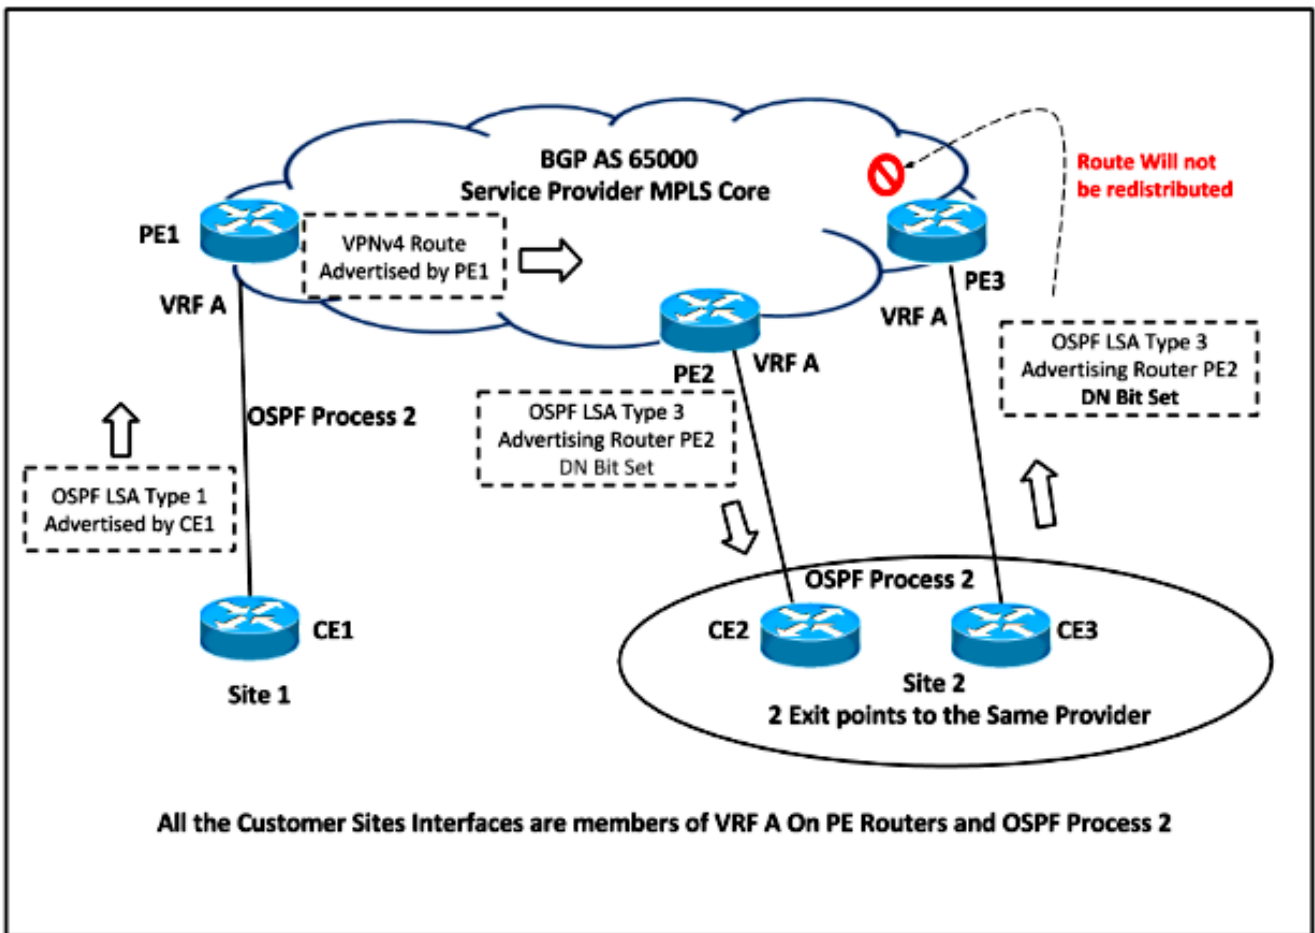 BGP AS 65000
Service Provider MPLS Core
Route Will not
be redistributed
PE1
VPNv4 Route
Advertised by PE1
VRF A
PE3
VRF A
PE2
VRF A
OSPF LSA Type 3
Advertising Router PE2
DN Bit Set
OSPF LSA Type 3
Advertising Router PE2
DN Bit Set
OSPF Process 2
OSPF LSA Type 1
Advertised by CE1
OSPF Process 2
CE1
CE2
CE3
Site 1
Site 2
2 Exit points to the Same Provider
All the Customer Sites Interfaces are members of VRF A On PE Routers and OSPF Process 2